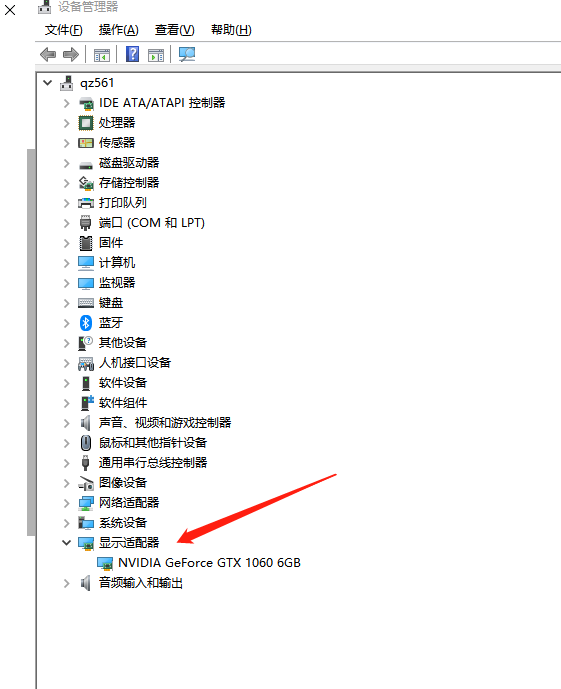 设备管理器
文件(F) 操作(A) 查看(V) 帮助(H)
qz561
IDE ATA/ATAPI 控制器
处理器
传感器
磁盘驱动器
存储控制器
打印队列
端口 (COM 和 LPT)
固件
计算机
监视器
键盘
蓝牙
其他设备
人机接口设备
软件设备
软件组件
声音、视频和游戏控制器
鼠标和其他指针设备
通用串行总线控制器
图像设备
网络适配器
系统设备
显示适配器
NVIDIA GeForce GTX 1060 6GB
音频输入和输出